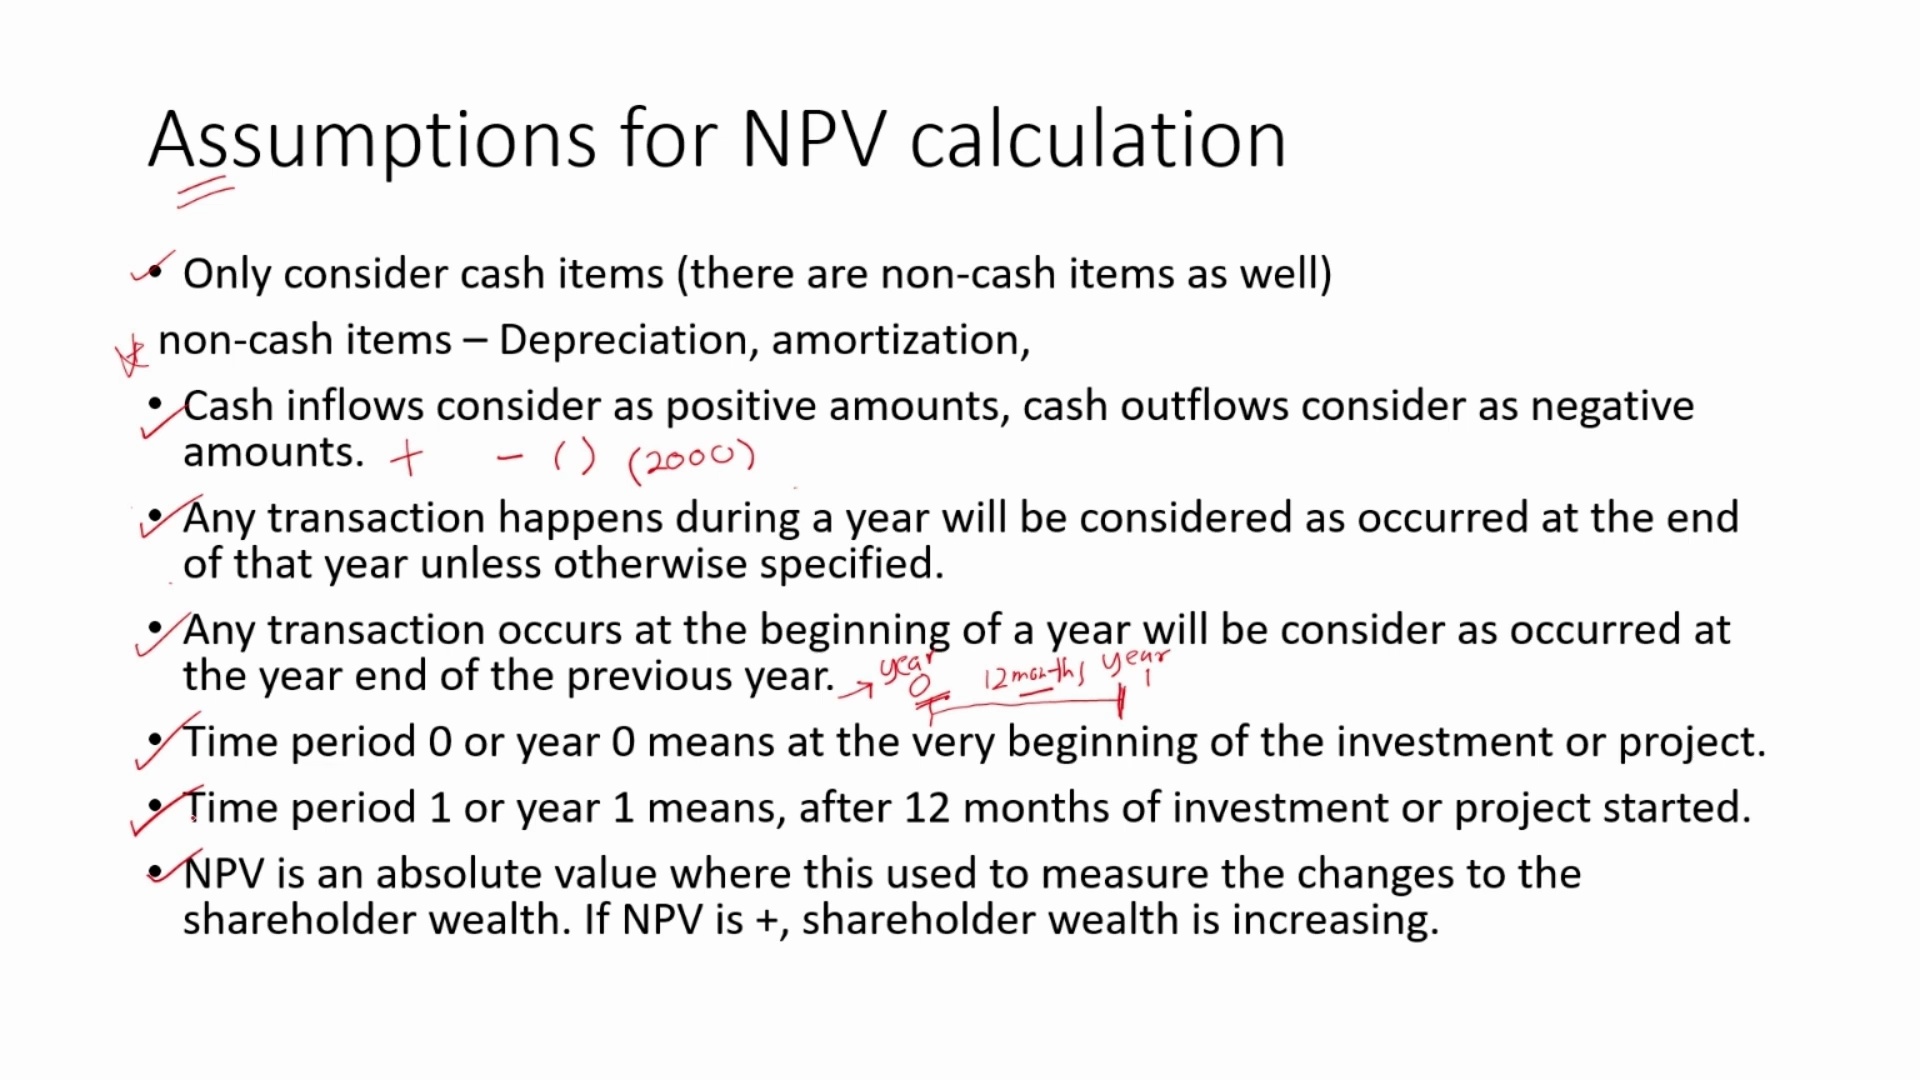 Assumptions for NPV calculation
• Only consider cash items (there are non-cash items as well)
non-cash items – Depreciation, amortization,
• Cash inflows consider as positive amounts, cash outflows consider as negative
amounts. + - () (2000)
• Any transaction happens during a year will be considered as occurred at the end
of that year unless otherwise specified.
• Any transaction occurs at the beginning of a year will be consider as occurred at
the year end of the previous year. → year 0 12 months year 1
• Time period 0 or year 0 means at the very beginning of the investment or project.
• Time period 1 or year 1 means, after 12 months of investment or project started.
• NPV is an absolute value where this used to measure the changes to the
shareholder wealth. If NPV is +, shareholder wealth is increasing.